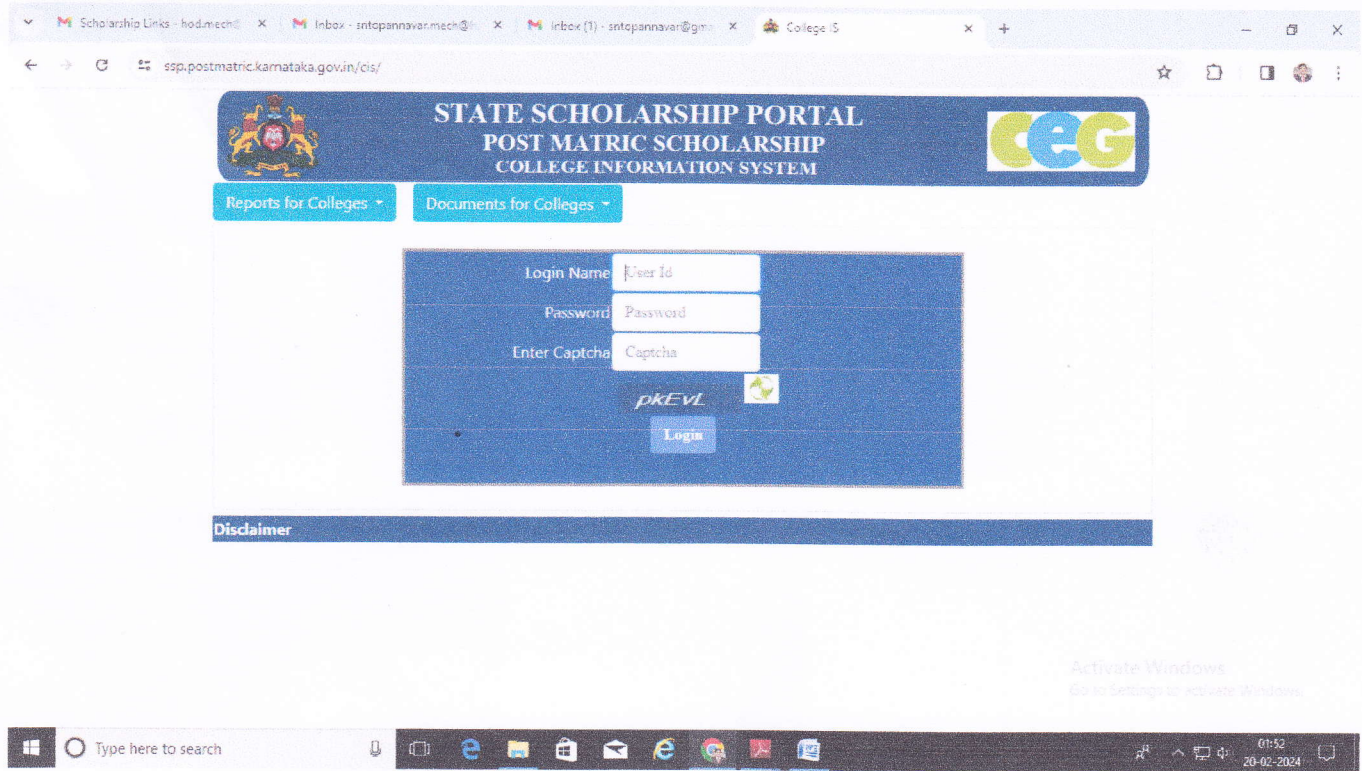 Scholarship Links - hod.mech@
Inbox - sntopannavar.mech@
Inbox (1) - sntopannavar@gm
College IS
ssp.postmatric.karnataka.gov.in/cis/
STATE SCHOLARSHIP PORTAL
POST MATRIC SCHOLARSHIP
COLLEGE INFORMATION SYSTEM
CeG
Reports for Colleges
Documents for Colleges
Login Name User Id
Password Password
Enter Captcha Captcha
pkEvL
Login
Disclaimer
Activate Windows
Go to Settings to activate Windows.
Type here to search
01:52
20-02-2024